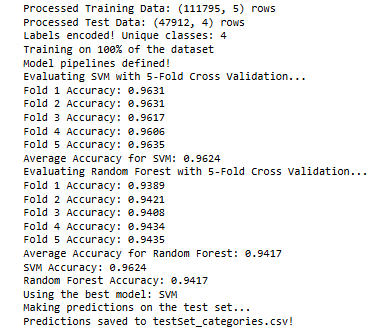 Processed Training Data: (111795, 5) rows
Processed Test Data: (47912, 4) rows
Labels encoded! Unique classes: 4
Training on 100% of the dataset
Model pipelines defined!
Evaluating SVM with 5-Fold Cross Validation...
Fold 1 Accuracy: 0.9631
Fold 2 Accuracy: 0.9631
Fold 3 Accuracy: 0.9617
Fold 4 Accuracy: 0.9606
Fold 5 Accuracy: 0.9635
Average Accuracy for SVM: 0.9624
Evaluating Random Forest with 5-Fold Cross Validation...
Fold 1 Accuracy: 0.9389
Fold 2 Accuracy: 0.9421
Fold 3 Accuracy: 0.9408
Fold 4 Accuracy: 0.9434
Fold 5 Accuracy: 0.9435
Average Accuracy for Random Forest: 0.9417
SVM Accuracy: 0.9624
Random Forest Accuracy: 0.9417
Using the best model: SVM
Making predictions on the test set...
Predictions saved to testSet_categories.csv!